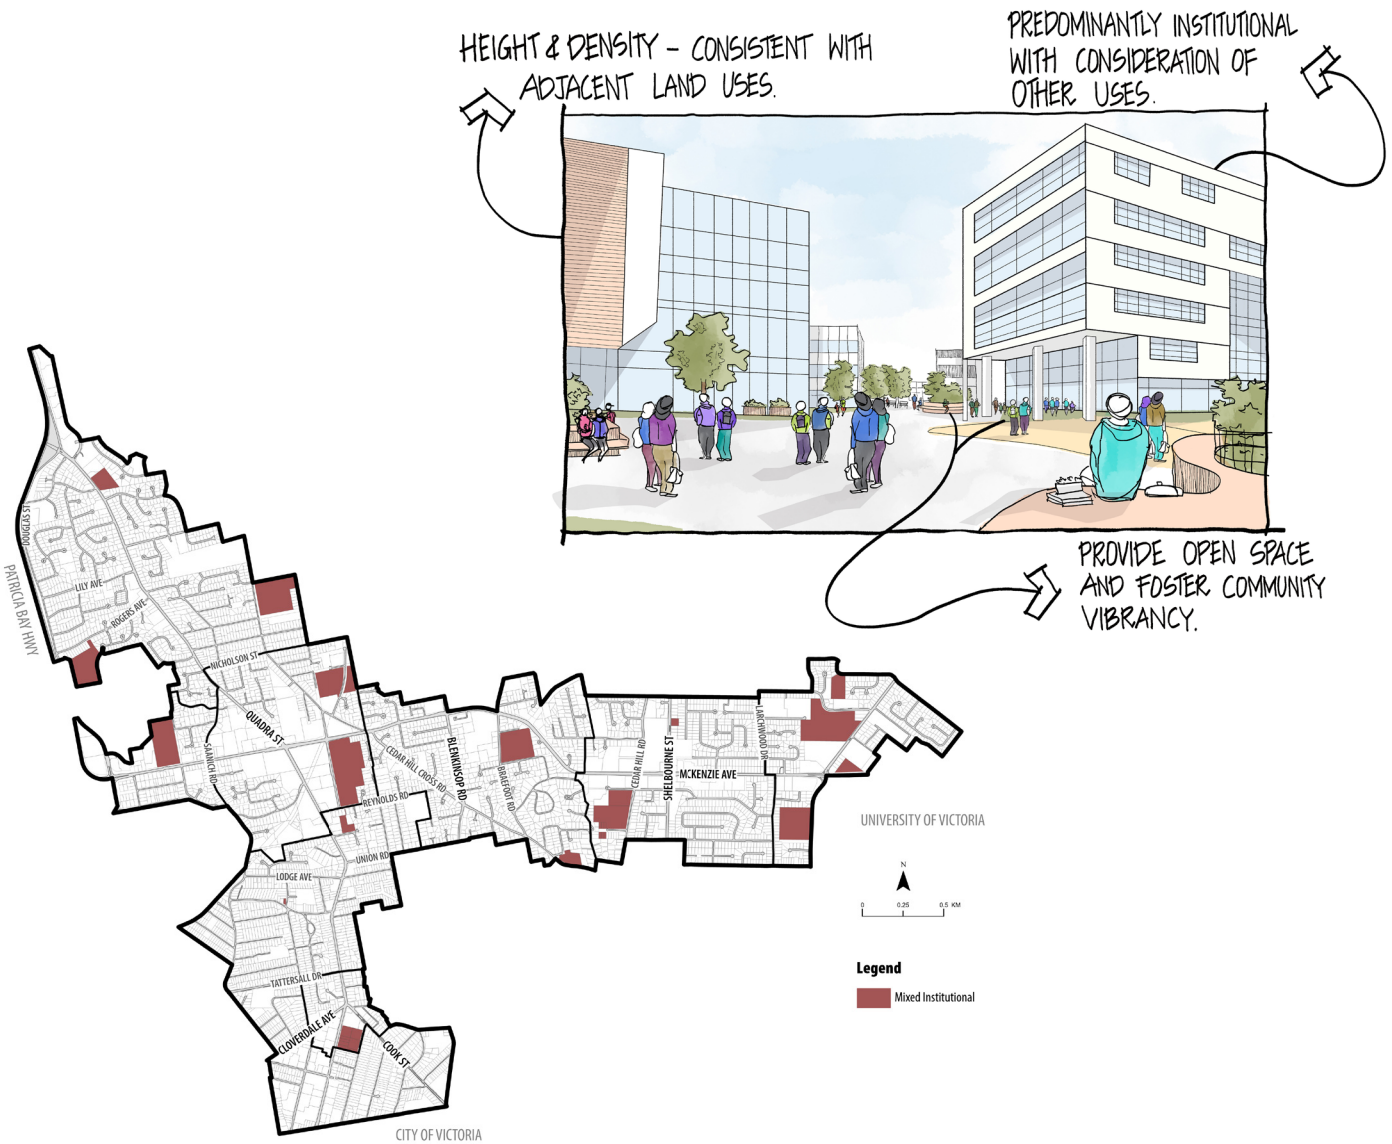 HEIGHT & DENSITY – CONSISTENT WITH
ADJACENT LAND USES.
PREDOMINANTLY INSTITUTIONAL
WITH CONSIDERATION OF
OTHER USES.
PROVIDE OPEN SPACE
AND FOSTER COMMUNITY
VIBRANCY.
DOUGLAS ST
PATRICIA BAY HWY
LILY AVE
ROGERS AVE
NICHOLSON ST
QUADRA ST
SAANICH RD
CEDAR HILL CROSS RD
BLENKINSOP RD
BRAEFOOT RD
REYNOLDS RD
UNION RD
LODGE AVE
TATTERSALL DR
CLOVERDALE AVE
COOK ST
CEDAR HILL RD
SHELBOURNE ST
MCKENZIE AVE
LARCHWOOD DR
UNIVERSITY OF VICTORIA
CITY OF VICTORIA
N
0 0.25 0.5 KM
Legend
Mixed Institutional